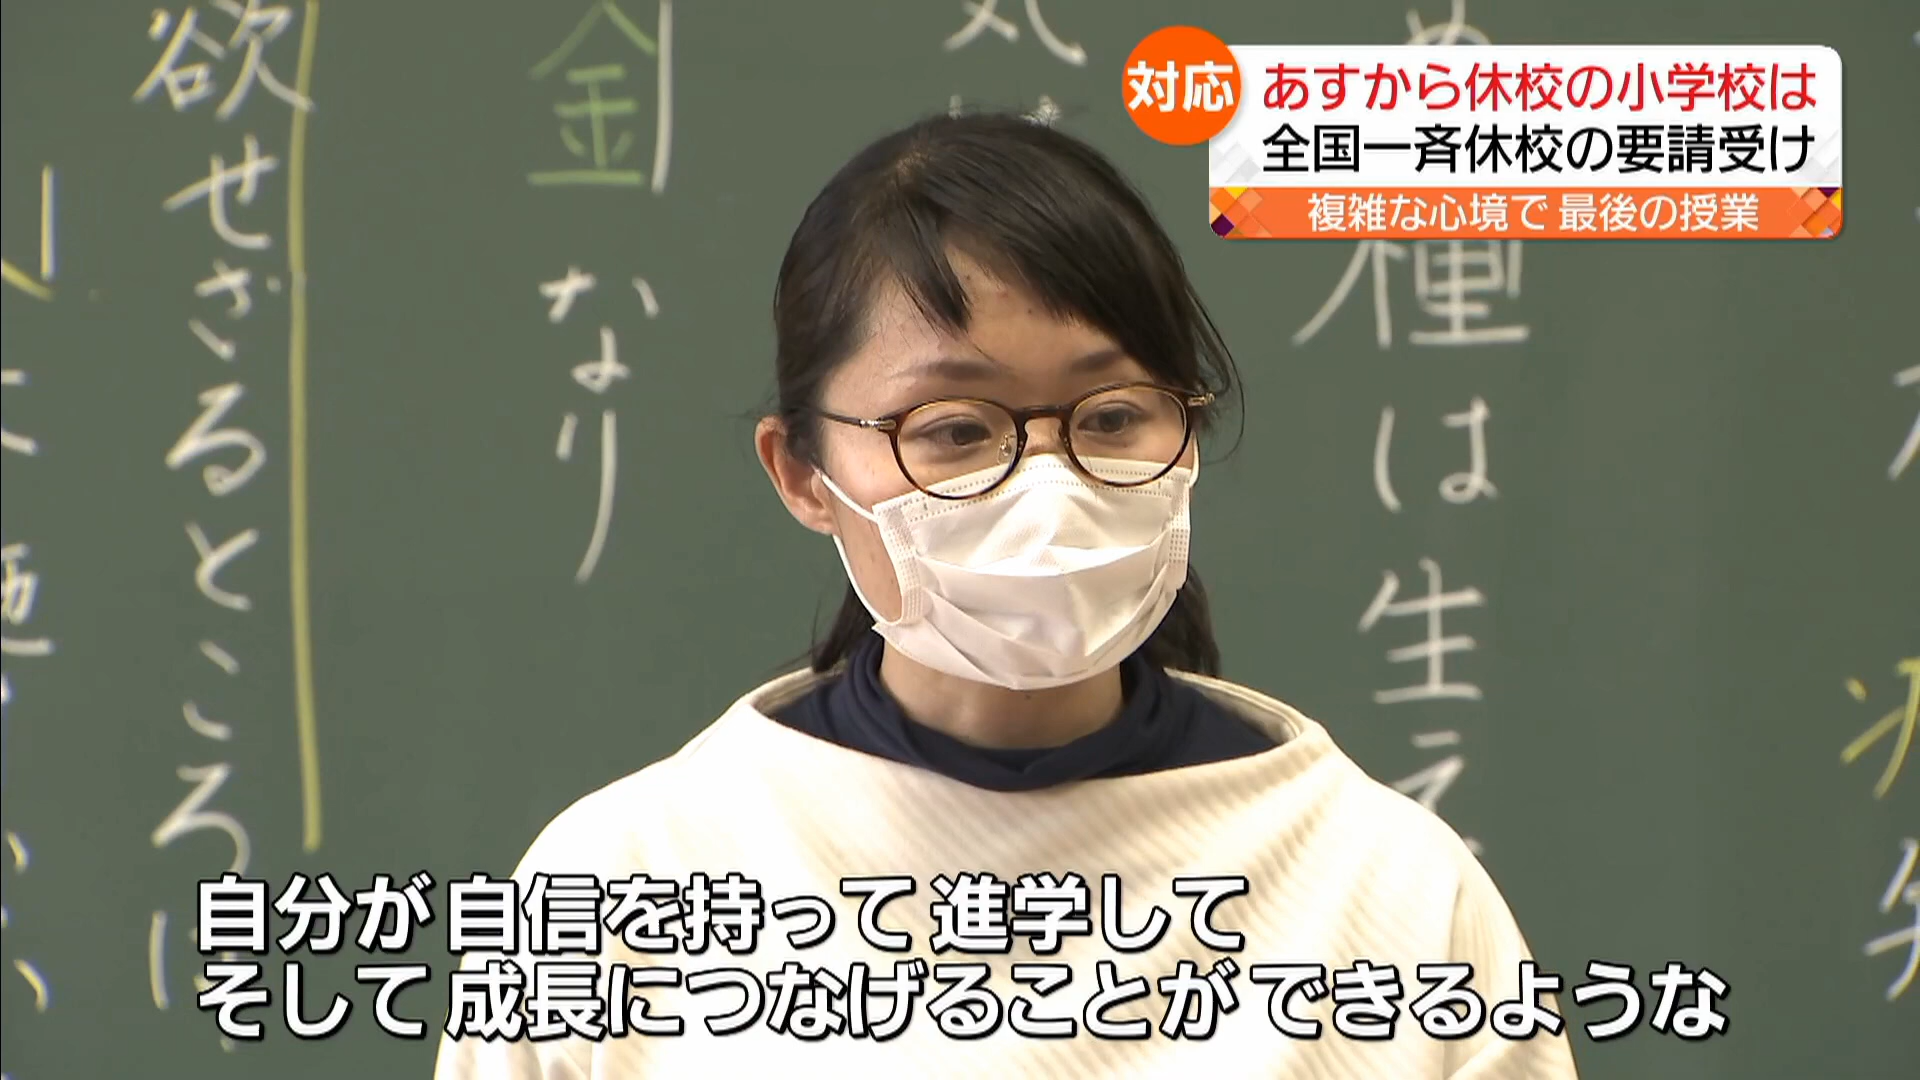 対応
あすから休校の小学校は
全国一斉休校の要請受け
複雑な心境で 最後の授業
種は生え
金なり
欲せざるところは
自分が 自信を持って 進学して
そして 成長につなげることが できるような